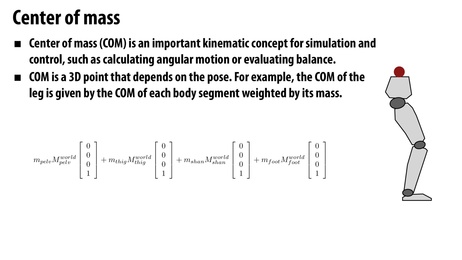 Center of mass
■ Center of mass (COM) is an important kinematic concept for simulation and
control, such as calculating angular motion or evaluating balance.
■ COM is a 3D point that depends on the pose. For example, the COM of the
leg is given by the COM of each body segment weighted by its mass.
$m_{pelv}M^{world}_{pelv}\begin{bmatrix}0\\0\\0\\1\end{bmatrix}+m_{thig}M^{world}_{thig}\begin{bmatrix}0\\0\\0\\1\end{bmatrix}+m_{shan}M^{world}_{shan}\begin{bmatrix}0\\0\\0\\1\end{bmatrix}+m_{foot}M^{world}_{foot}\begin{bmatrix}0\\0\\0\\1\end{bmatrix}$